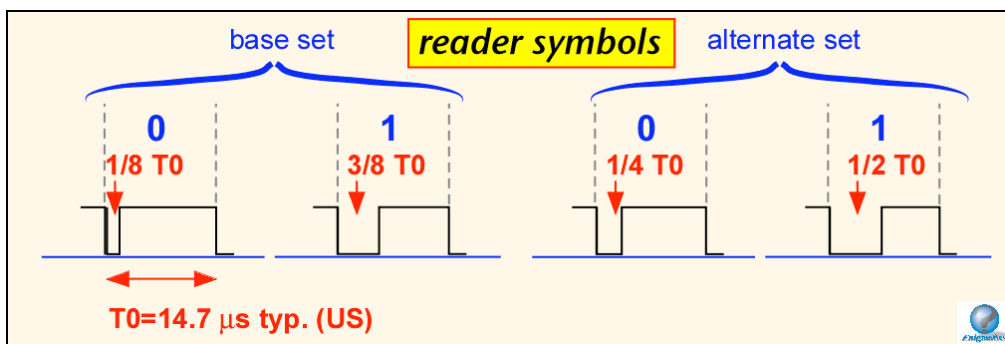 base set
reader symbols
alternate set
0
1
0
1
1/8 T0
3/8 T0
1/4 T0
1/2 T0
T0=14.7 μs typ. (US)
Enigmatics